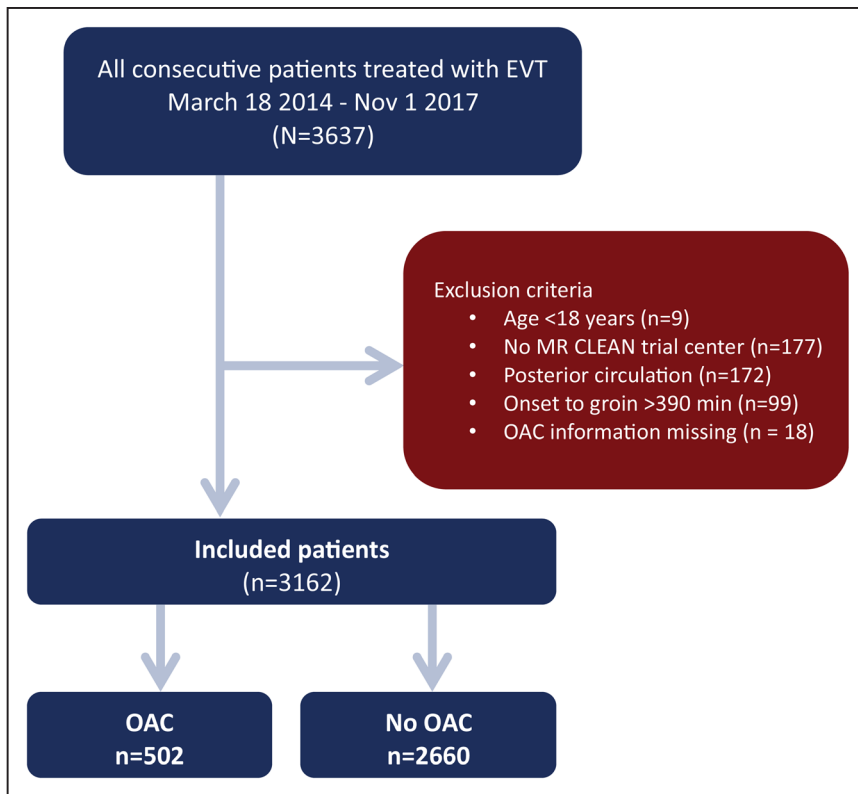 All consecutive patients treated with EVT
March 18 2014 - Nov 1 2017
(N=3637)
Exclusion criteria
• Age <18 years (n=9)
• No MR CLEAN trial center (n=177)
• Posterior circulation (n=172)
• Onset to groin >390 min (n=99)
• OAC information missing (n = 18)
Included patients
(n=3162)
OAC
n=502
No OAC
n=2660